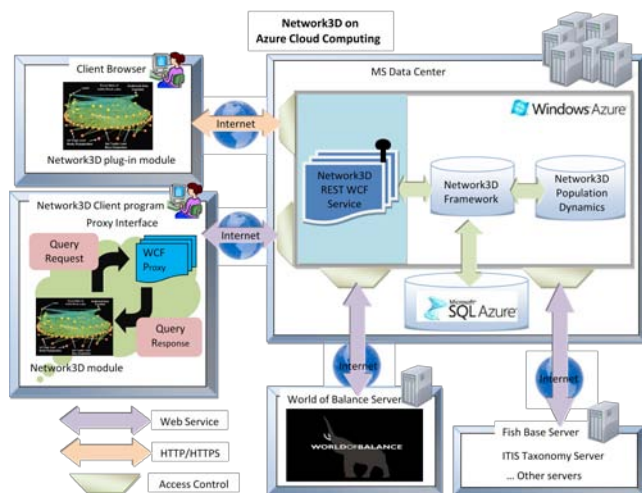 Network3D on
Azure Cloud Computing
Client Browser
Network3D plug-in module
Internet
MS Data Center
Windows Azure
Network3D
REST WCF
Service
Network3D
Framework
Network3D
Population
Dynamics
Microsoft
SQL Azure
Network3D Client program
Proxy Interface
Query
Request
WCF
Proxy
Query
Response
Network3D module
Internet
Internet
Internet
World of Balance Server
WORLDOFBALANCE
Fish Base Server
ITIS Taxonomy Server
... Other servers
Web Service
HTTP/HTTPS
Access Control